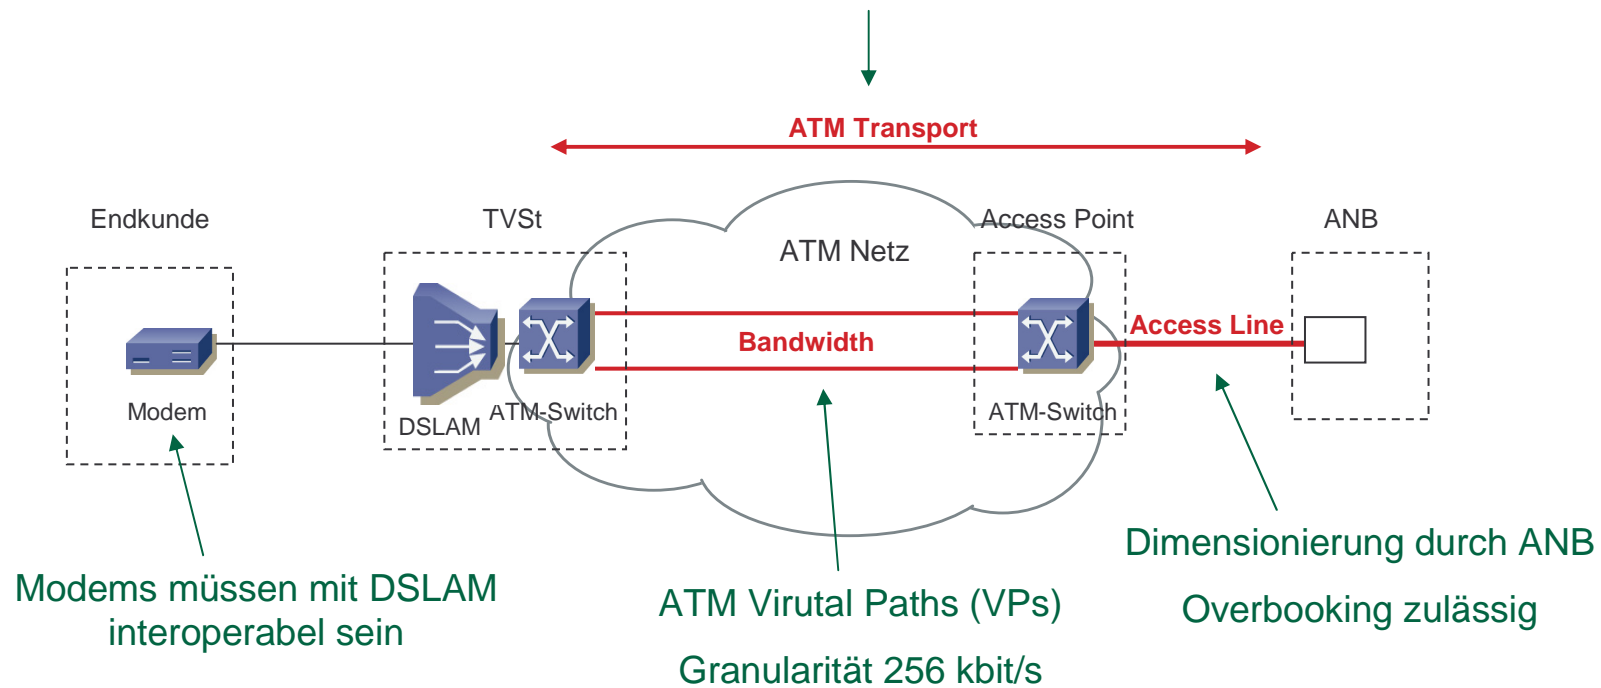 ATM Transport
Endkunde
TVSt
Access Point
ANB
ATM Netz
Access Line
Bandwidth
Modem
DSLAM
ATM-Switch
ATM-Switch
Modems müssen mit DSLAM
interoperabel sein
ATM Virutal Paths (VPs)
Granularität 256 kbit/s
Dimensionierung durch ANB
Overbooking zulässig